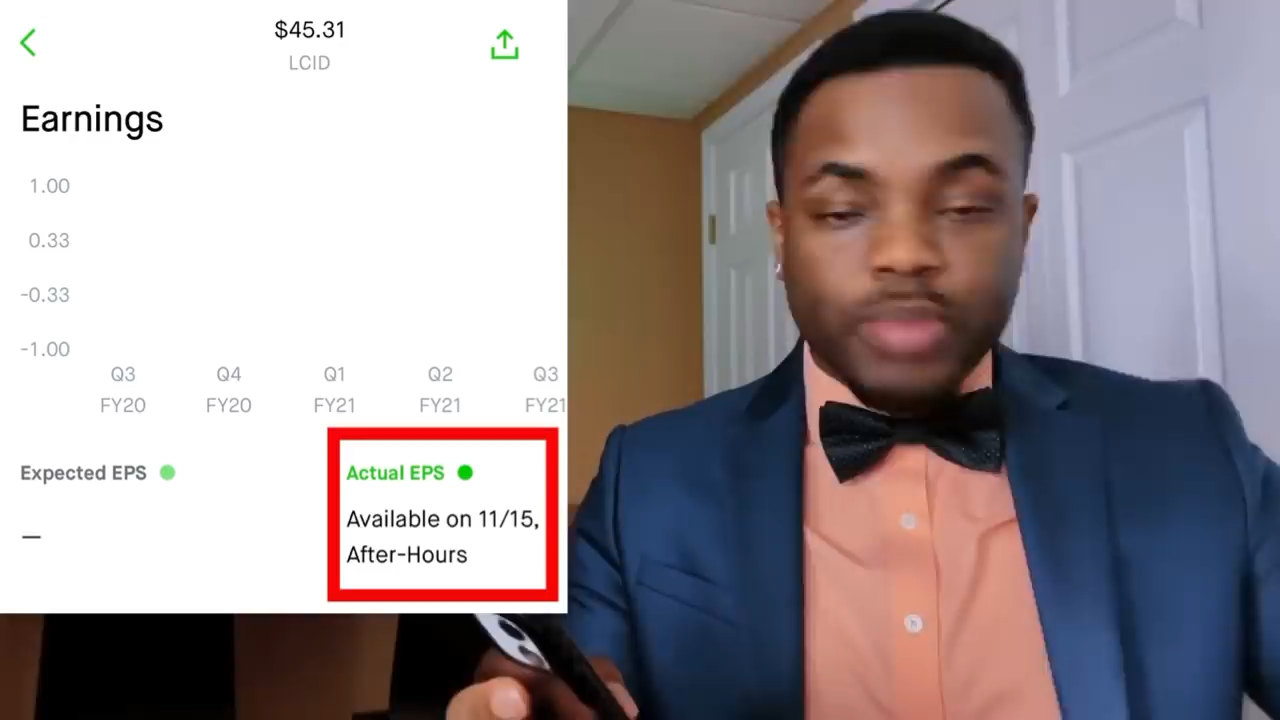 $45.31
LCID
Earnings
1.00
0.33
-0.33
-1.00
Q3 Q4 Q1 Q2 Q3
FY20 FY20 FY21 FY21 FY21
Expected EPS
Actual EPS
—
Available on 11/15,
After-Hours